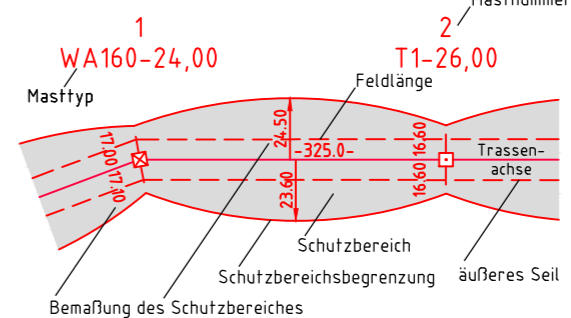 Mastnummer
1
2
WA160-24,00
T1-26,00
Masttyp
Feldlänge
24.50
17.00
16.60
-325.0-
Trassen-
achse
17.10
16.60
23.60
Schutzbereich
Schutzbereichsbegrenzung
äußeres Seil
Bemaßung des Schutzbereiches